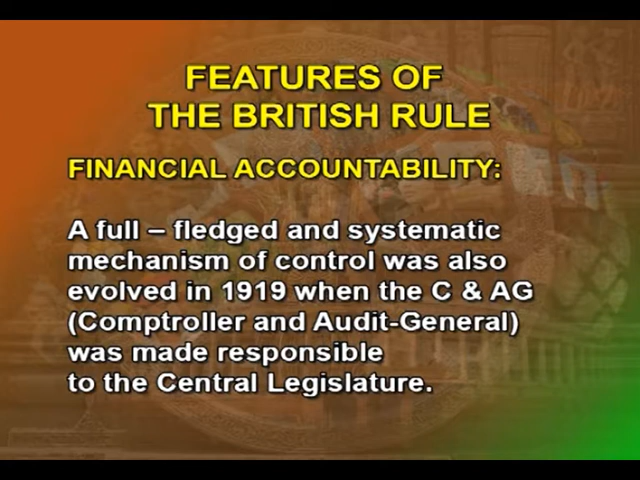 FEATURES OF
THE BRITISH RULE
FINANCIAL ACCOUNTABILITY:
A full – fledged and systematic
mechanism of control was also
evolved in 1919 when the C & AG
(Comptroller and Audit-General)
was made responsible
to the Central Legislature.